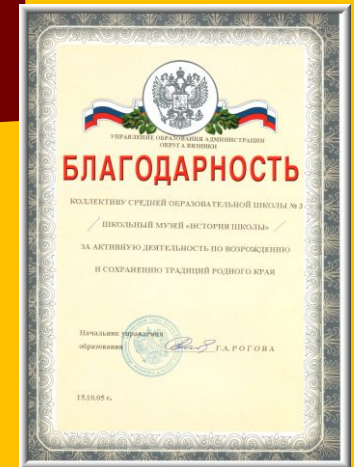 УПРАВЛЕНИЕ ОБРАЗОВАНИЯ АДМИНИСТРАЦИИ
ОКРУГА ВЯЗНИКИ
БЛАГОДАРНОСТЬ
КОЛЛЕКТИВУ СРЕДНЕЙ ОБРАЗОВАТЕЛЬНОЙ ШКОЛЫ № 3
/ ШКОЛЬНЫЙ МУЗЕЙ «ИСТОРИЯ ШКОЛЫ» /
ЗА АКТИВНУЮ ДЕЯТЕЛЬНОСТЬ ПО ВОЗРОЖДЕНИЮ
И СОХРАНЕНИЮ ТРАДИЦИЙ РОДНОГО КРАЯ
Начальник управления
образования Г.А. РОГОВА
15.10.05 г.